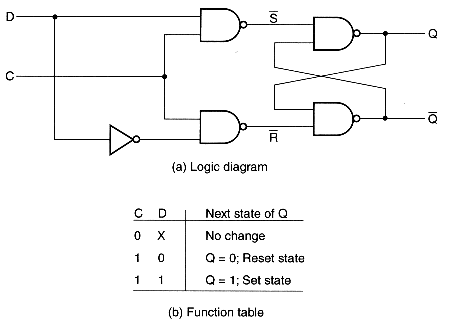 D
S̅
Q
C
R̅
Q̅
(a) Logic diagram
C D Next state of Q
0 X No change
1 0 Q = 0; Reset state
1 1 Q = 1; Set state
(b) Function table